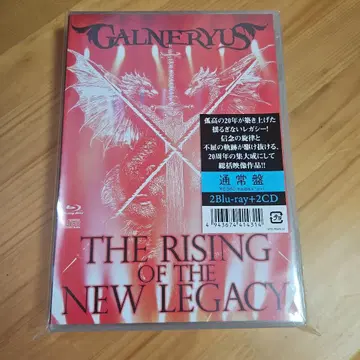 GALNERYUS
孤高の20年が築き上げた
揺るぎないレガシー!
信念の旋律と
不屈の軌跡が駆け抜ける、
20周年の集大成にして
総括映像作品!!
通常盤
2Blu-ray+2CD
4 943674 414314
THE RISING
OF THE
NEW LEGACY